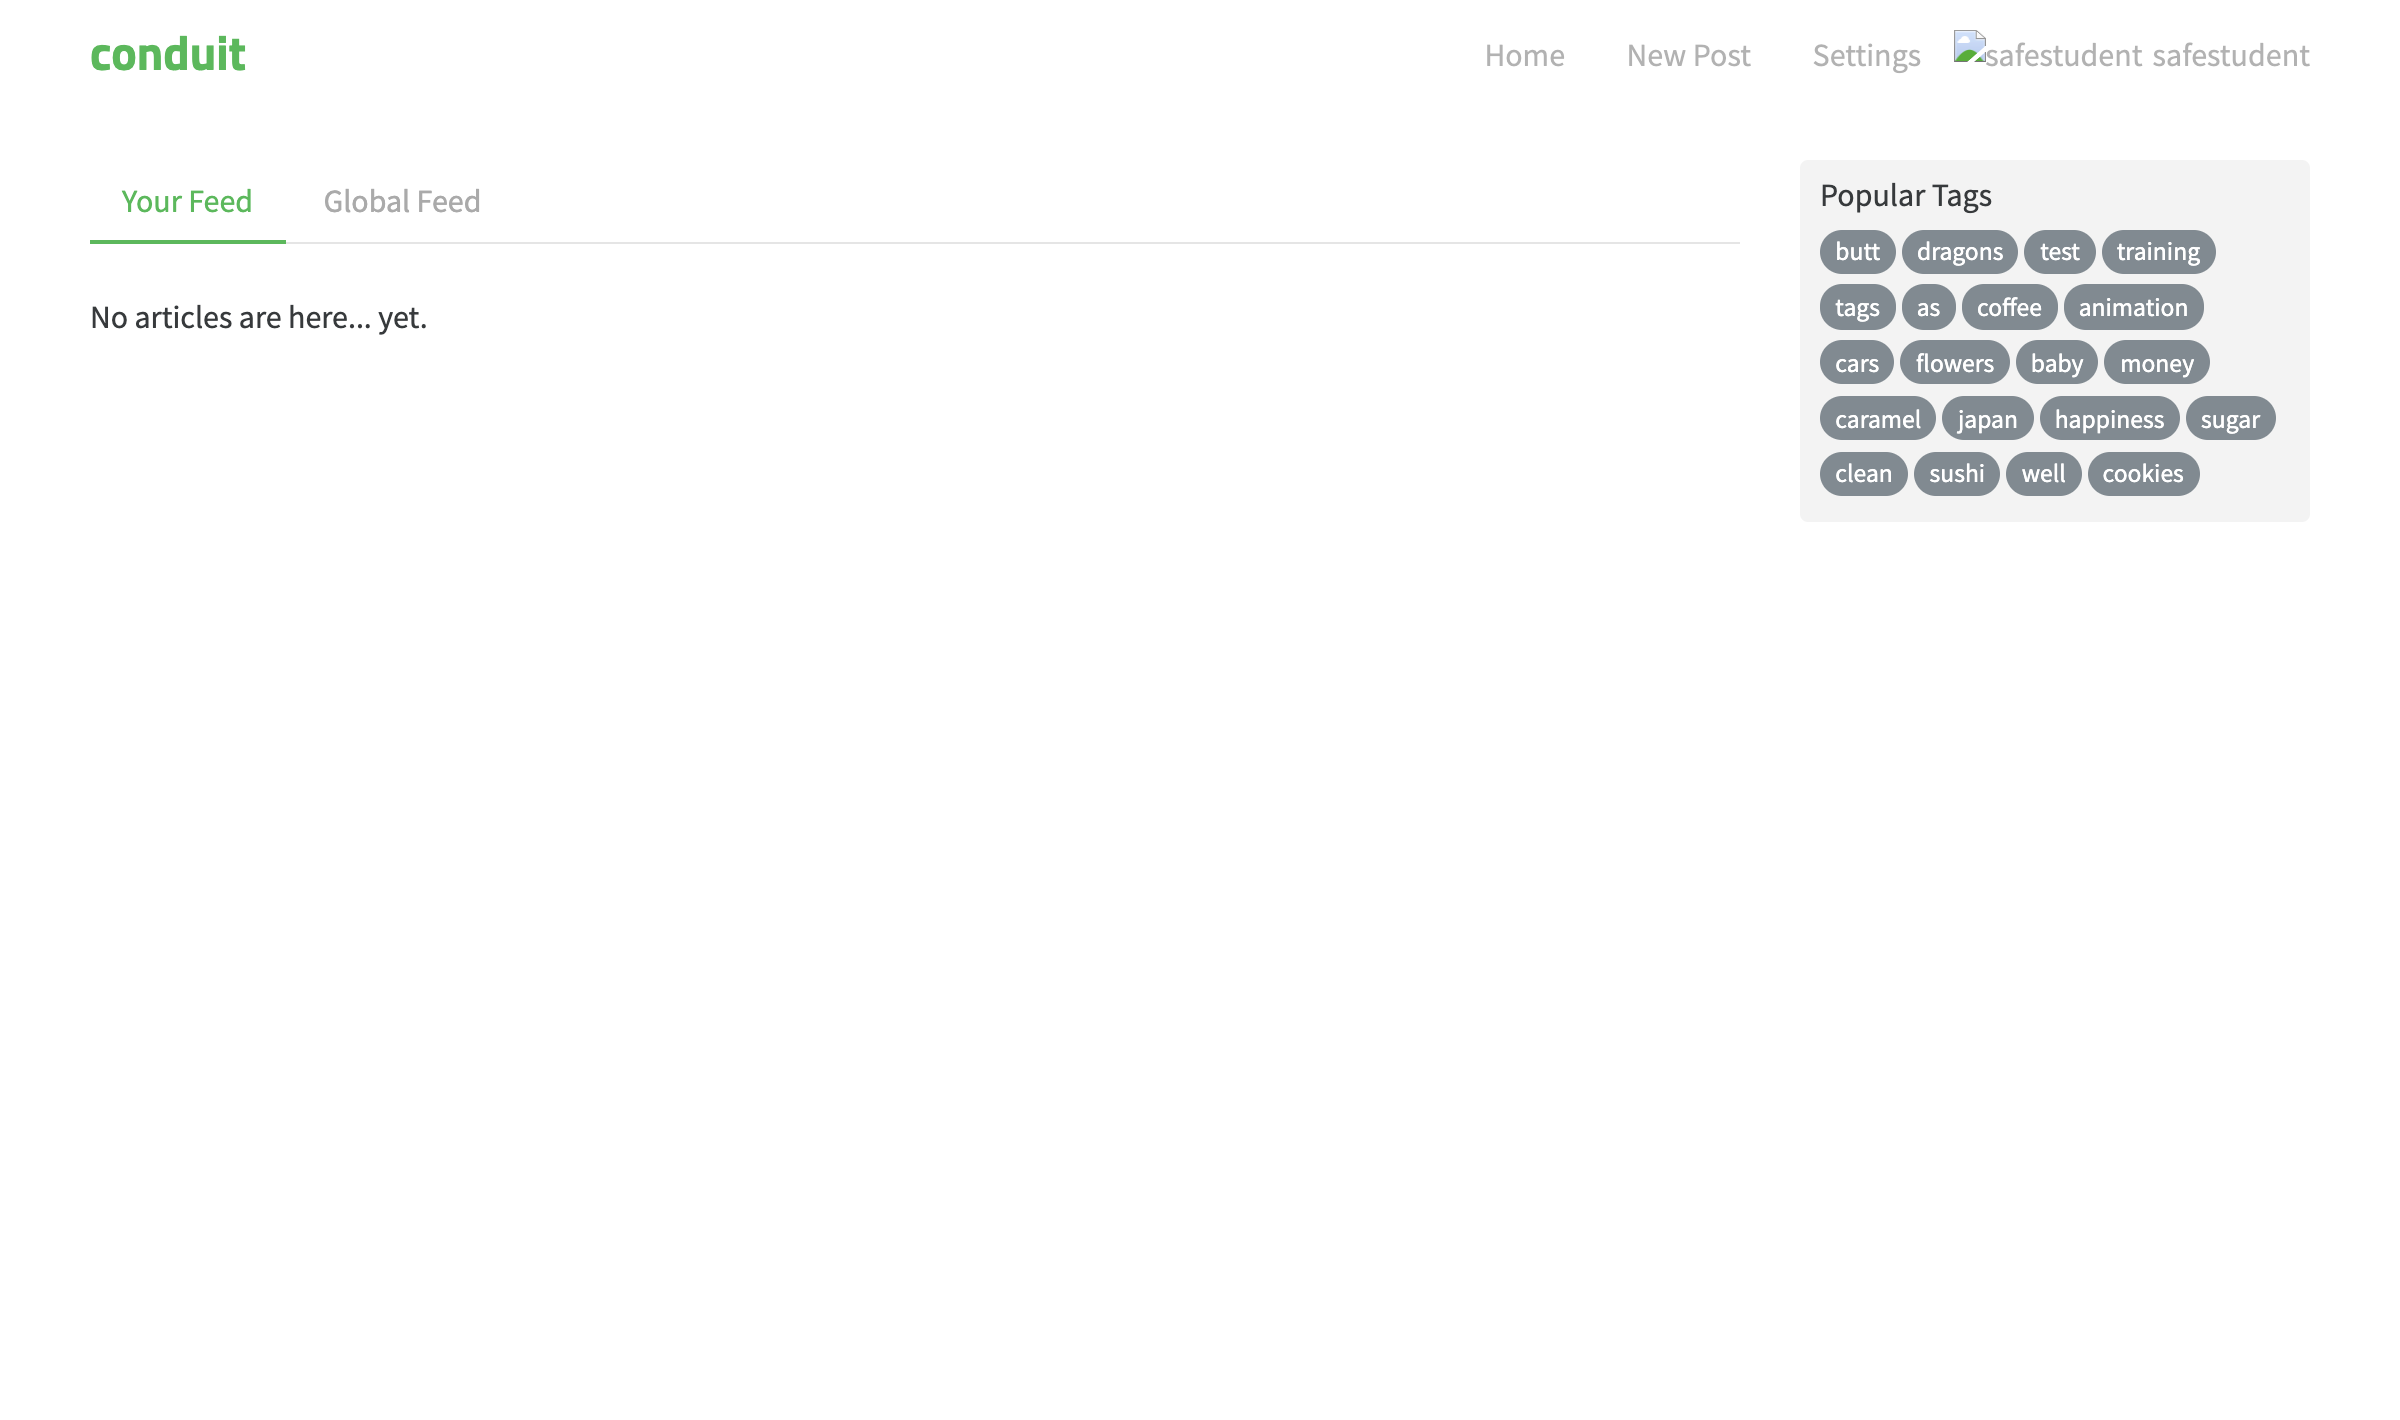 conduit
Home New Post Settings safestudent safestudent
Your Feed Global Feed
No articles are here... yet.
Popular Tags
butt dragons test training
tags as coffee animation
cars flowers baby money
caramel japan happiness sugar
clean sushi well cookies